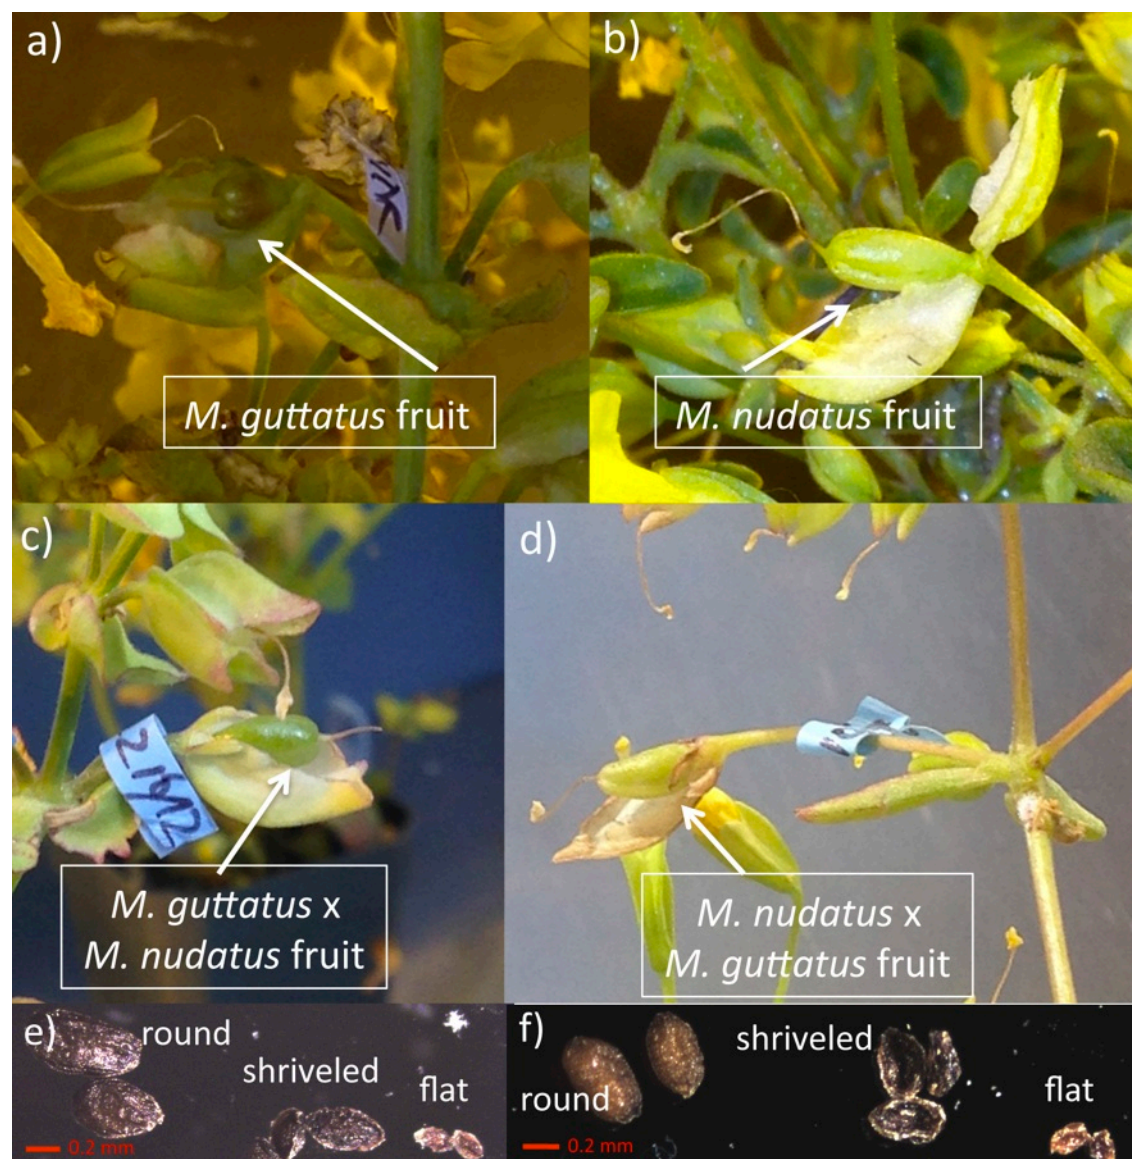 a)
b)
M. guttatus fruit
M. nudatus fruit
c)
d)
M. guttatus x
M. nudatus fruit
M. nudatus x
M. guttatus fruit
e)
round
shriveled
flat
0.2 mm
f)
shriveled
round
flat
0.2 mm